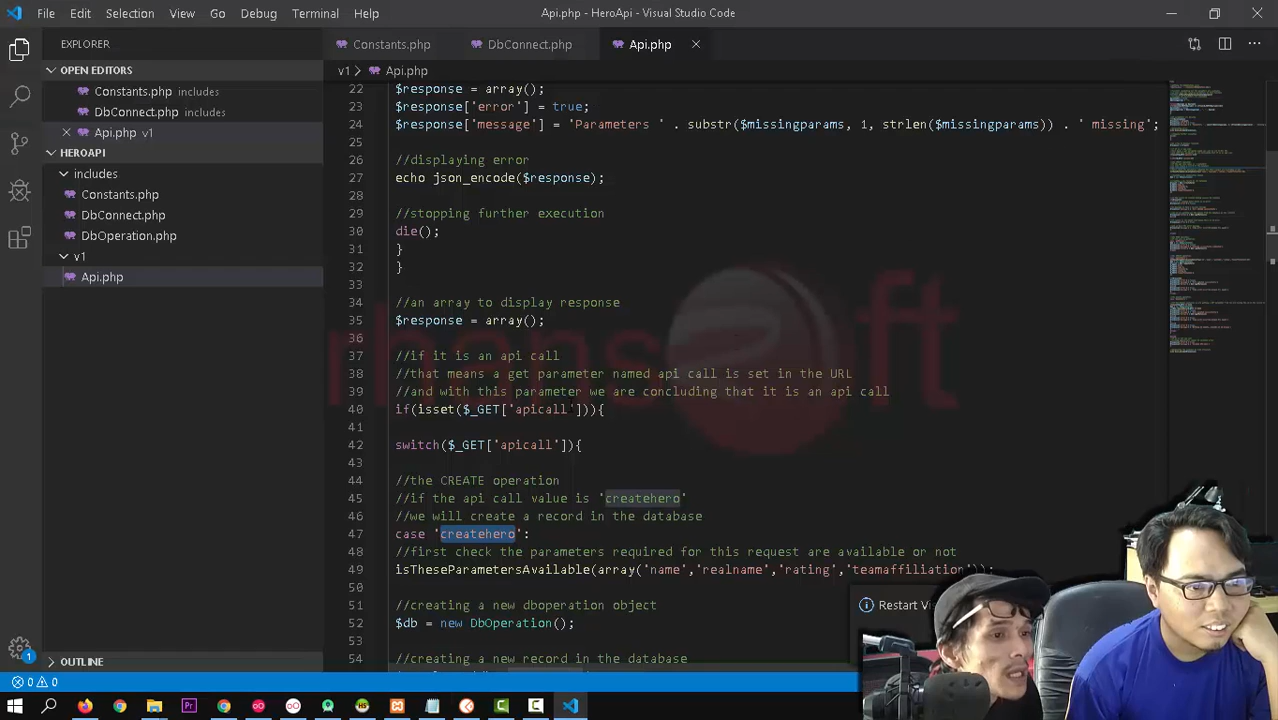 File Edit Selection View Go Debug Terminal Help
Api.php - HeroApi - Visual Studio Code
EXPLORER
OPEN EDITORS
Constants.php includes
DbConnect.php includes
Api.php v1
HEROAPI
includes
Constants.php
DbConnect.php
DbOperation.php
v1
Api.php
OUTLINE
Constants.php DbConnect.php Api.php
v1 > Api.php
22 $response = array();
23 $response['error'] = true;
24 $response['message'] = 'Parameters ' . substr($missingparams, 1, strlen($missingparams)) . ' missing';
25
26 //displaying error
27 echo json_encode($response);
28
29 //stopping further execution
30 die();
31 }
32 }
33
34 //an array to display response
35 $response = array();
36
37 //if it is an api call
38 //that means a get parameter named api call is set in the URL
39 //and with this parameter we are concluding that it is an api call
40 if(isset($_GET['apicall'])){
41
42 switch($_GET['apicall']){
43
44 //the CREATE operation
45 //if the api call value is 'createhero'
46 //we will create a record in the database
47 case 'createhero':
48 //first check the parameters required for this request are available or not
49 isTheseParametersAvailable(array('name','realname','rating','teamaffiliation'));
50
51 //creating a new dboperation object
52 $db = new DbOperation();
53
54 //creating a new record in the database
Restart
1
0 0